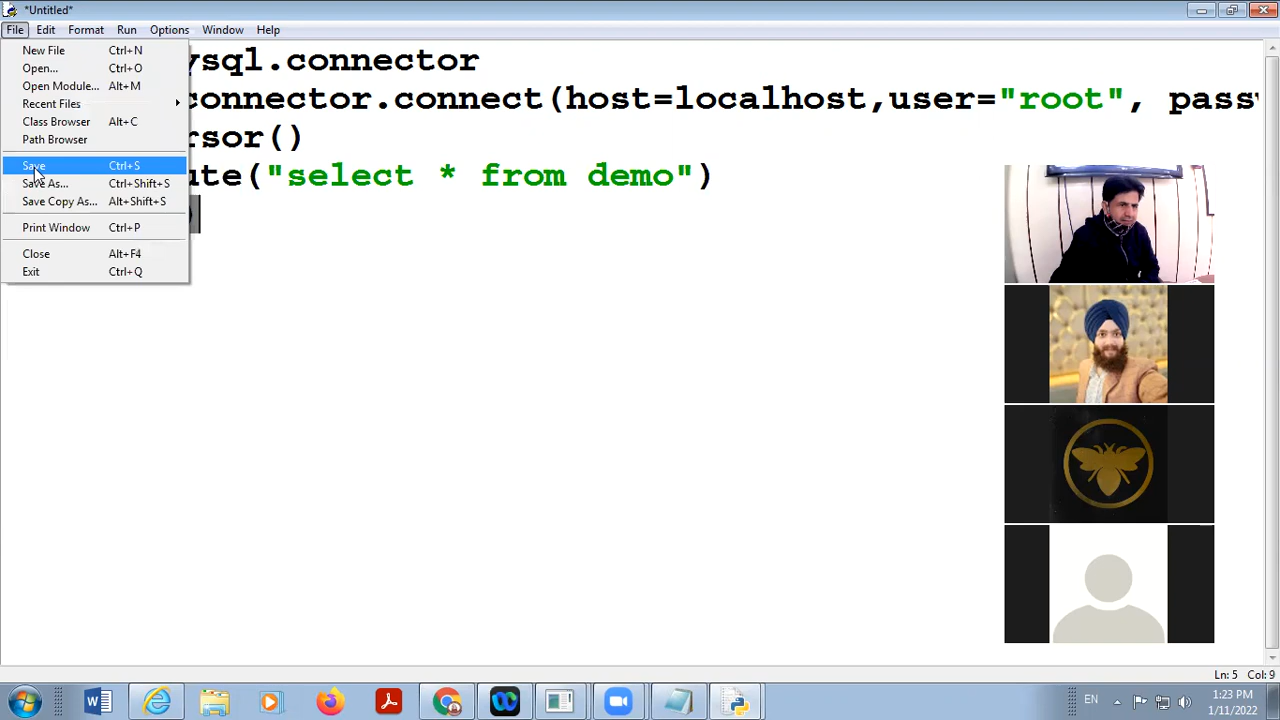 *Untitled*
File Edit Format Run Options Window Help
New File Ctrl+N
Open... Ctrl+O
Open Module... Alt+M
Recent Files
Class Browser Alt+C
Path Browser
Save Ctrl+S
Save As... Ctrl+Shift+S
Save Copy As... Alt+Shift+S
Print Window Ctrl+P
Close Alt+F4
Exit Ctrl+Q
ysql.connector
connector.connect(host=localhost,user="root", passw
rsor()
ute("select * from demo")
)
Ln: 5 Col: 9
EN
1:23 PM
1/11/2022